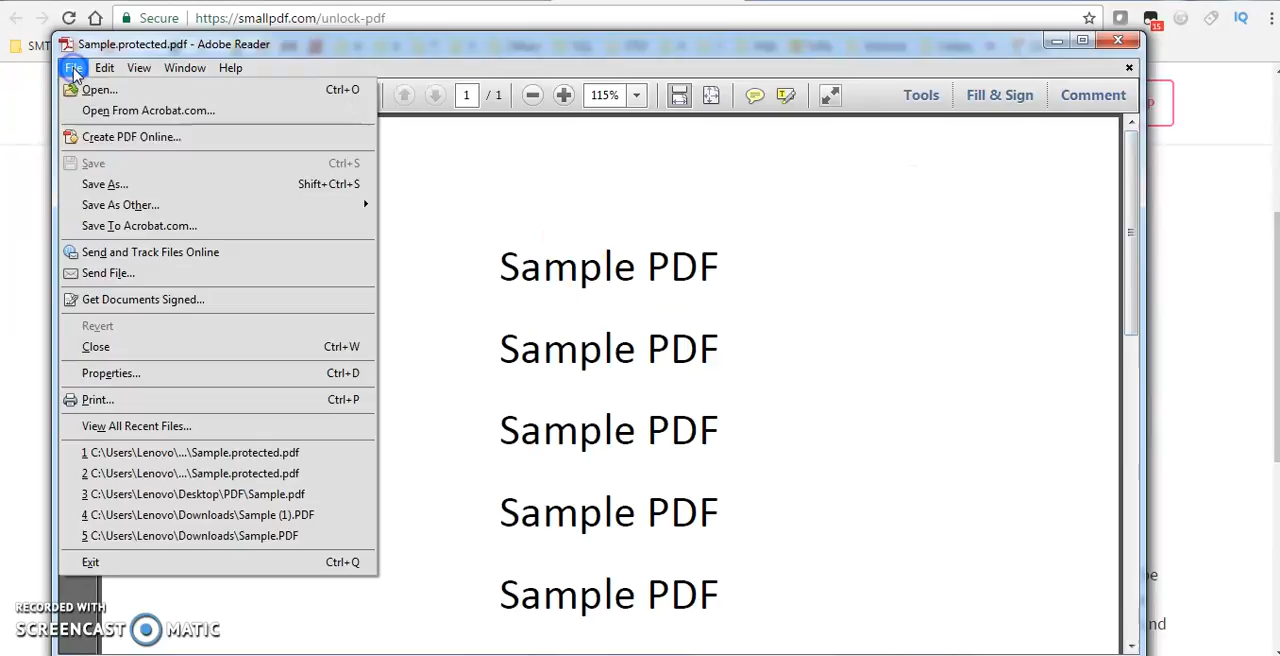 Secure https://smallpdf.com/unlock-pdf
15
IQ
SMT
Sample.protected.pdf - Adobe Reader
File Edit View Window Help
1 / 1 115% Tools Fill & Sign Comment
Open... Ctrl+O
Open From Acrobat.com...
Create PDF Online...
Save Ctrl+S
Save As... Shift+Ctrl+S
Save As Other...
Save To Acrobat.com...
Send and Track Files Online
Send File...
Get Documents Signed...
Revert
Close Ctrl+W
Properties... Ctrl+D
Print... Ctrl+P
View All Recent Files...
1 C:\Users\Lenovo\...\Sample.protected.pdf
2 C:\Users\Lenovo\...\Sample.protected.pdf
3 C:\Users\Lenovo\Desktop\PDF\Sample.pdf
4 C:\Users\Lenovo\Downloads\Sample (1).PDF
5 C:\Users\Lenovo\Downloads\Sample.PDF
Exit Ctrl+Q
Sample PDF
Sample PDF
Sample PDF
Sample PDF
Sample PDF
RECORDED WITH
SCREENCAST MATIC